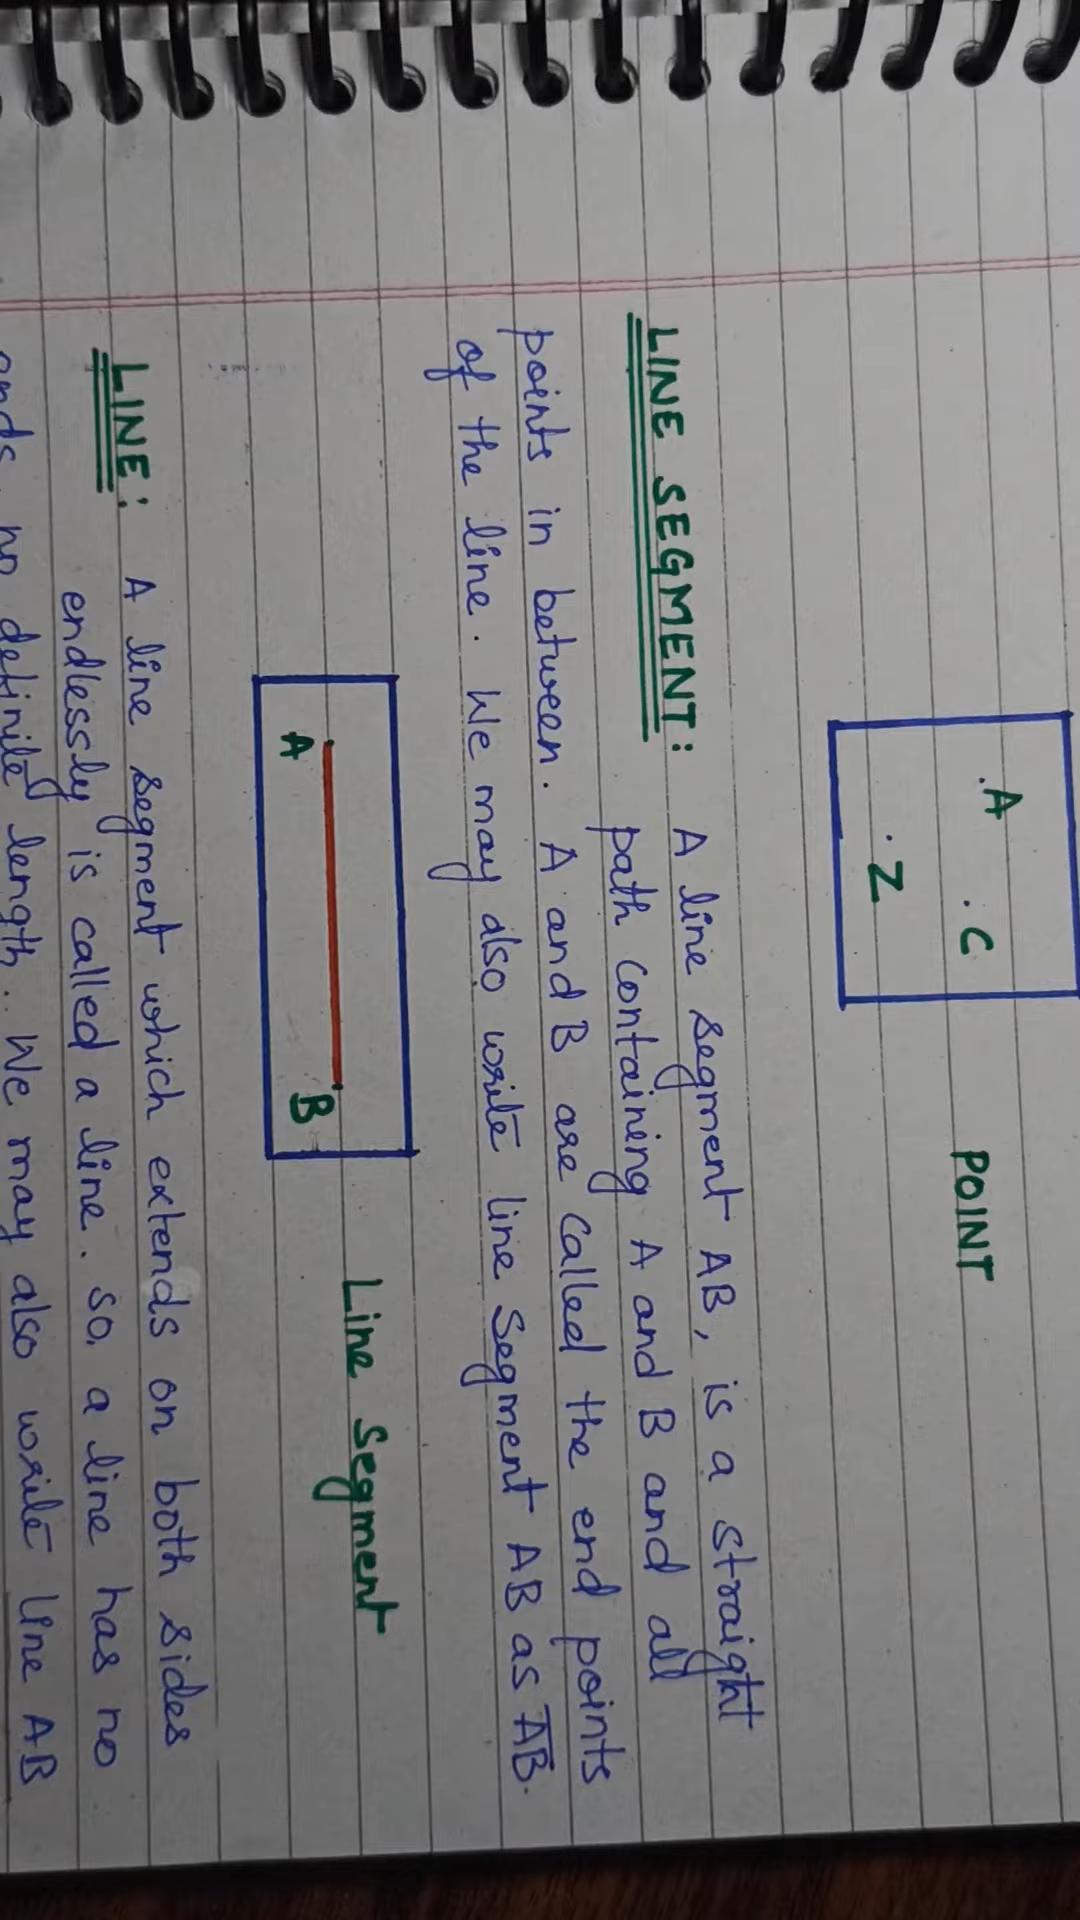 .A
. C
. Z
POINT
LINE SEGMENT: A line segment AB, is a straight
path containing A and B and all
points in between. A and B are called the end points
of the line. We may also write line segment AB as A̅B̅.
A B
Line Segment
LINE: A line segment which extends on both sides
endlessly is called a line. So, a line has no
ends, no definite length. We may also write line AB